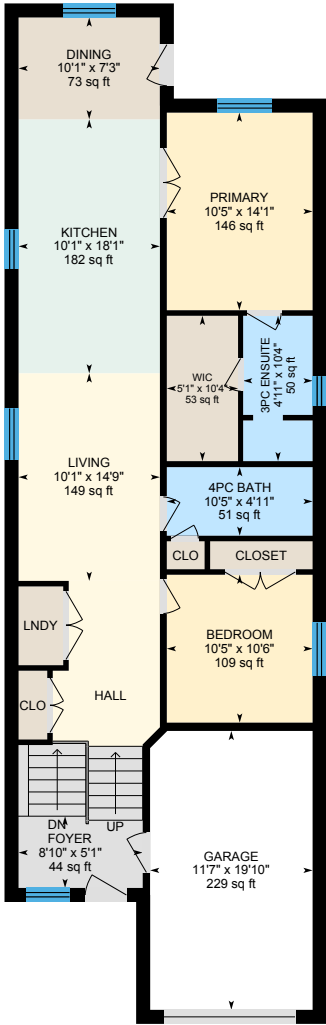 DINING
10'1" x 7'3"
73 sq ft
PRIMARY
10'5" x 14'1"
146 sq ft
KITCHEN
10'1" x 18'1"
182 sq ft
WIC
5'1" x 10'4"
53 sq ft
3PC ENSUITE
4'11" x 10'4"
50 sq ft
LIVING
10'1" x 14'9"
149 sq ft
4PC BATH
10'5" x 4'11"
51 sq ft
CLO
CLOSET
LNDY
BEDROOM
10'5" x 10'6"
109 sq ft
CLO
HALL
DN
UP
FOYER
8'10" x 5'1"
44 sq ft
GARAGE
11'7" x 19'10"
229 sq ft